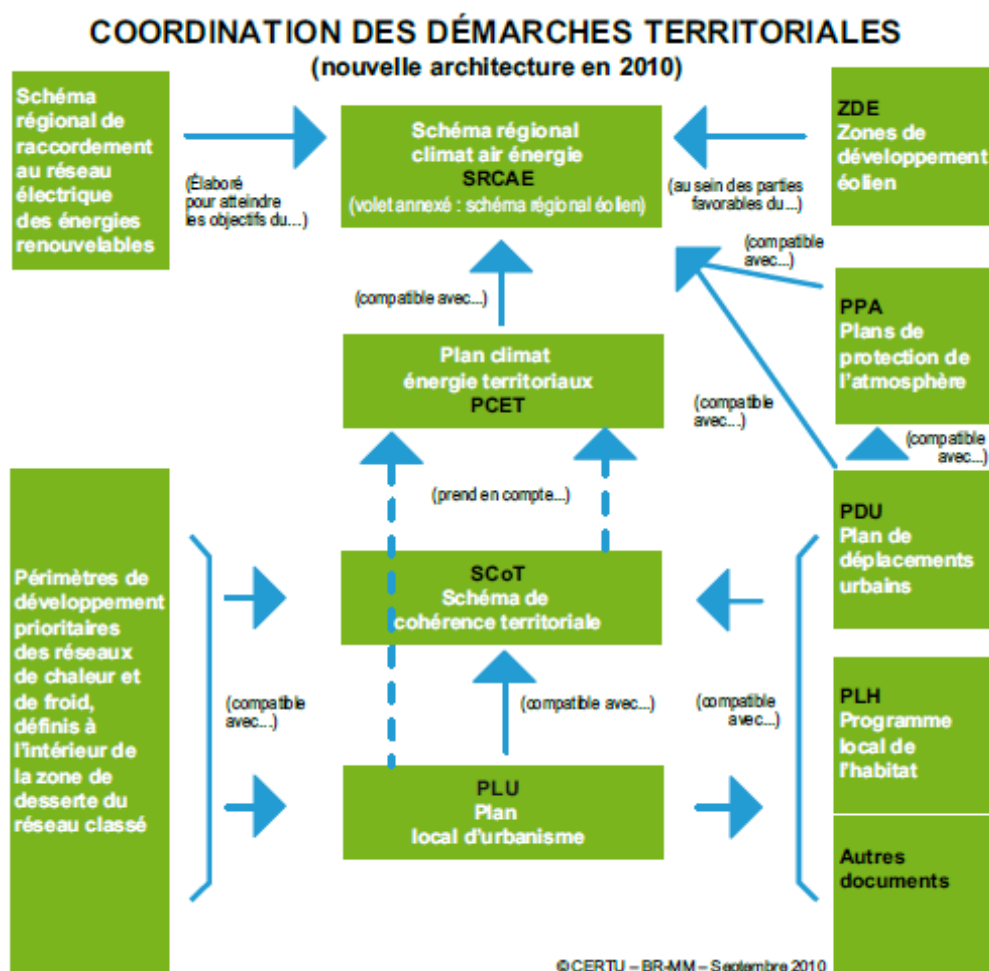 COORDINATION DES DÉMARCHES TERRITORIALES
(nouvelle architecture en 2010)
Schéma
régional de
raccordement
au réseau
électrique
des énergies
renouvelables
(Élaboré
pour atteindre
les objectifs du...)
Schéma régional
climat air énergie
SRCAE
(volet annexé : schéma régional éolien)
(au sein des parties
favorables du...)
ZDE
Zones de
développement
éolien
(compatible
avec...)
(compatible avec...)
PPA
Plans de
protection de
l'atmosphère
Plan climat
énergie territoriaux
PCET
(compatible
avec...)
(compatible
avec...)
(prend en compte...)
PDU
Plan de
déplacements
urbains
Périmètres de
développement
prioritaires
des réseaux
de chaleur et
de froid,
définis à
l'intérieur de
la zone de
desserte du
réseau classé
SCoT
Schéma de
cohérence territoriale
(compatible
avec...)
(compatible avec...)
(compatible
avec...)
PLH
Programme
local de
l'habitat
PLU
Plan
local d'urbanisme
Autres
documents
© CERTU – BR-MM – Septembre 2010